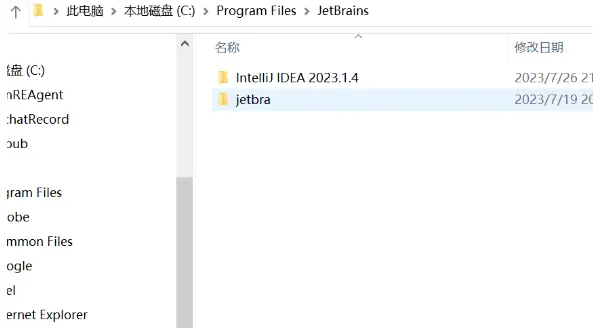 此电脑 > 本地磁盘 (C:) > Program Files > JetBrains
名称 修改日期
盘 (C:)
nREAgent
chatRecord
oub
gram Files
obe
mmon Files
ogle
el
ernet Explorer
IntelliJ IDEA 2023.1.4 2023/7/26 21
jetbra 2023/7/19 20